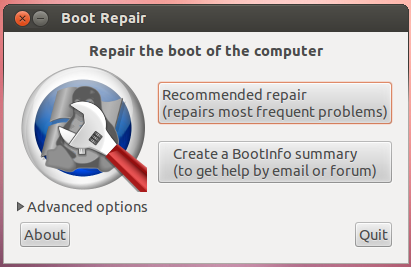 Boot Repair
Repair the boot of the computer
Recommended repair
(repairs most frequent problems)
Create a BootInfo summary
(to get help by email or forum)
Advanced options
About
Quit